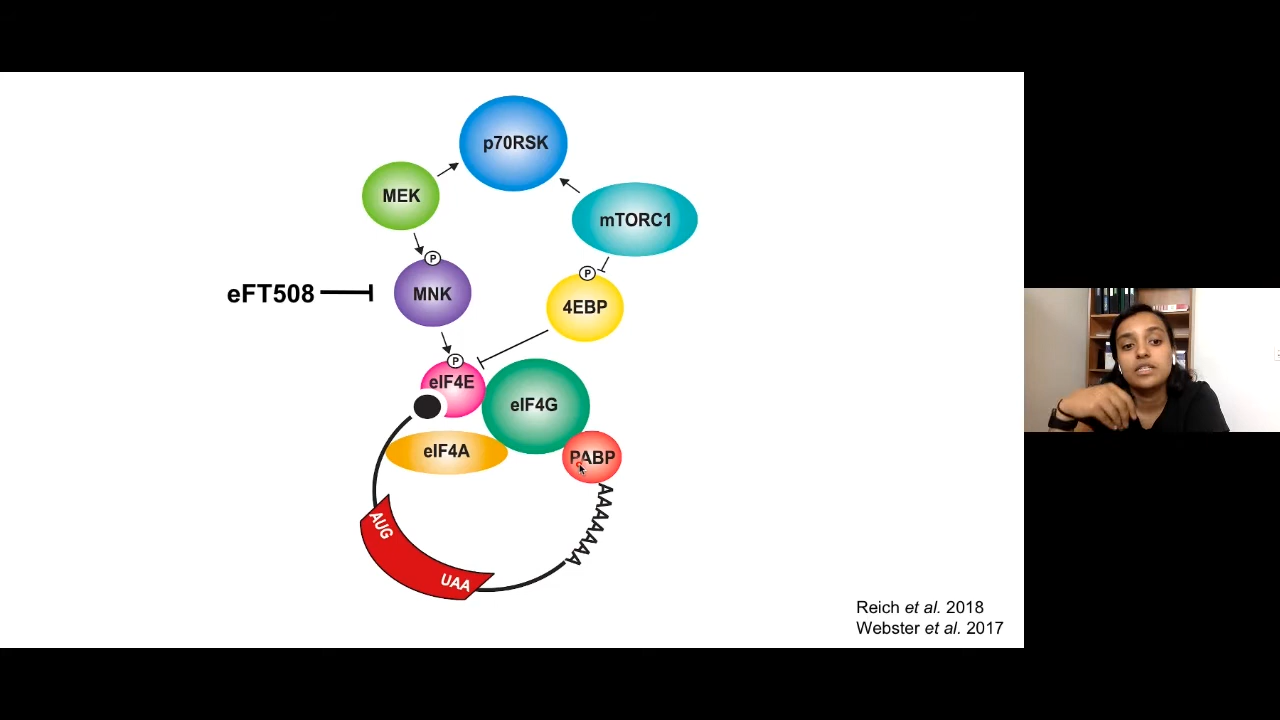 p70RSK
MEK
mTORC1
P
P
eFT508
MNK
4EBP
P
eIF4E
eIF4G
eIF4A
PABP
AAAAAAA
AUG
UAA
Reich et al. 2018
Webster et al. 2017